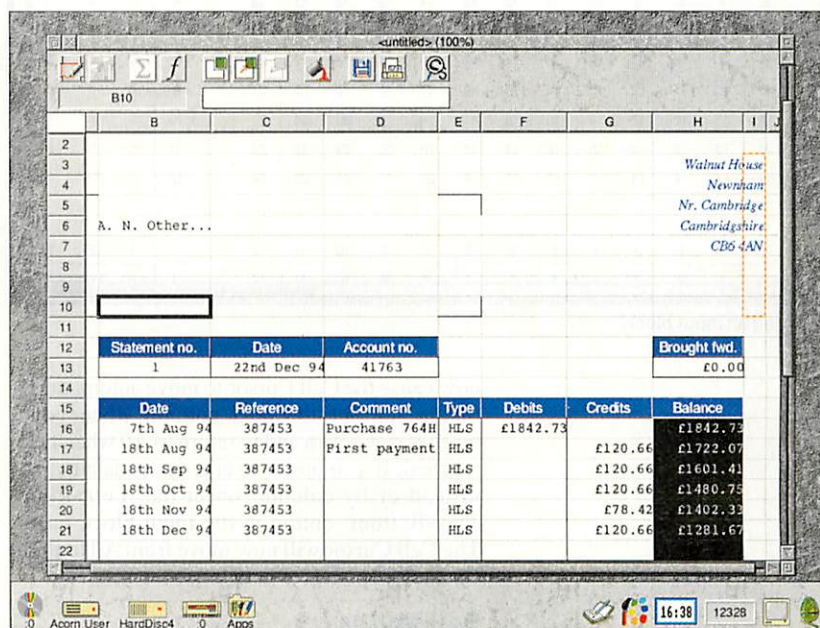 <untitled> (100%)
Σ f
B10
B C D E F G H I J
2
3 Walnut House
4 Newnham
5 Nr. Cambridge
6 A. N. Other... Cambridgshire
7 CB6 4AN
8
9
10
11
12 Statement no. Date Account no. Brought fwd.
13 1 22nd Dec 94 41763 £0.00
14
15 Date Reference Comment Type Debits Credits Balance
16 7th Aug 94 387453 Purchase 764H HLS £1842.73 £1842.73
17 18th Aug 94 387453 First payment HLS £120.66 £1722.07
18 18th Sep 94 387453 HLS £120.66 £1601.41
19 18th Oct 94 387453 HLS £120.66 £1480.75
20 18th Nov 94 387453 HLS £78.42 £1402.33
21 18th Dec 94 387453 HLS £120.66 £1281.67
22
16:38 12328
:0 Acorn User HardDisc4 :0 Apps